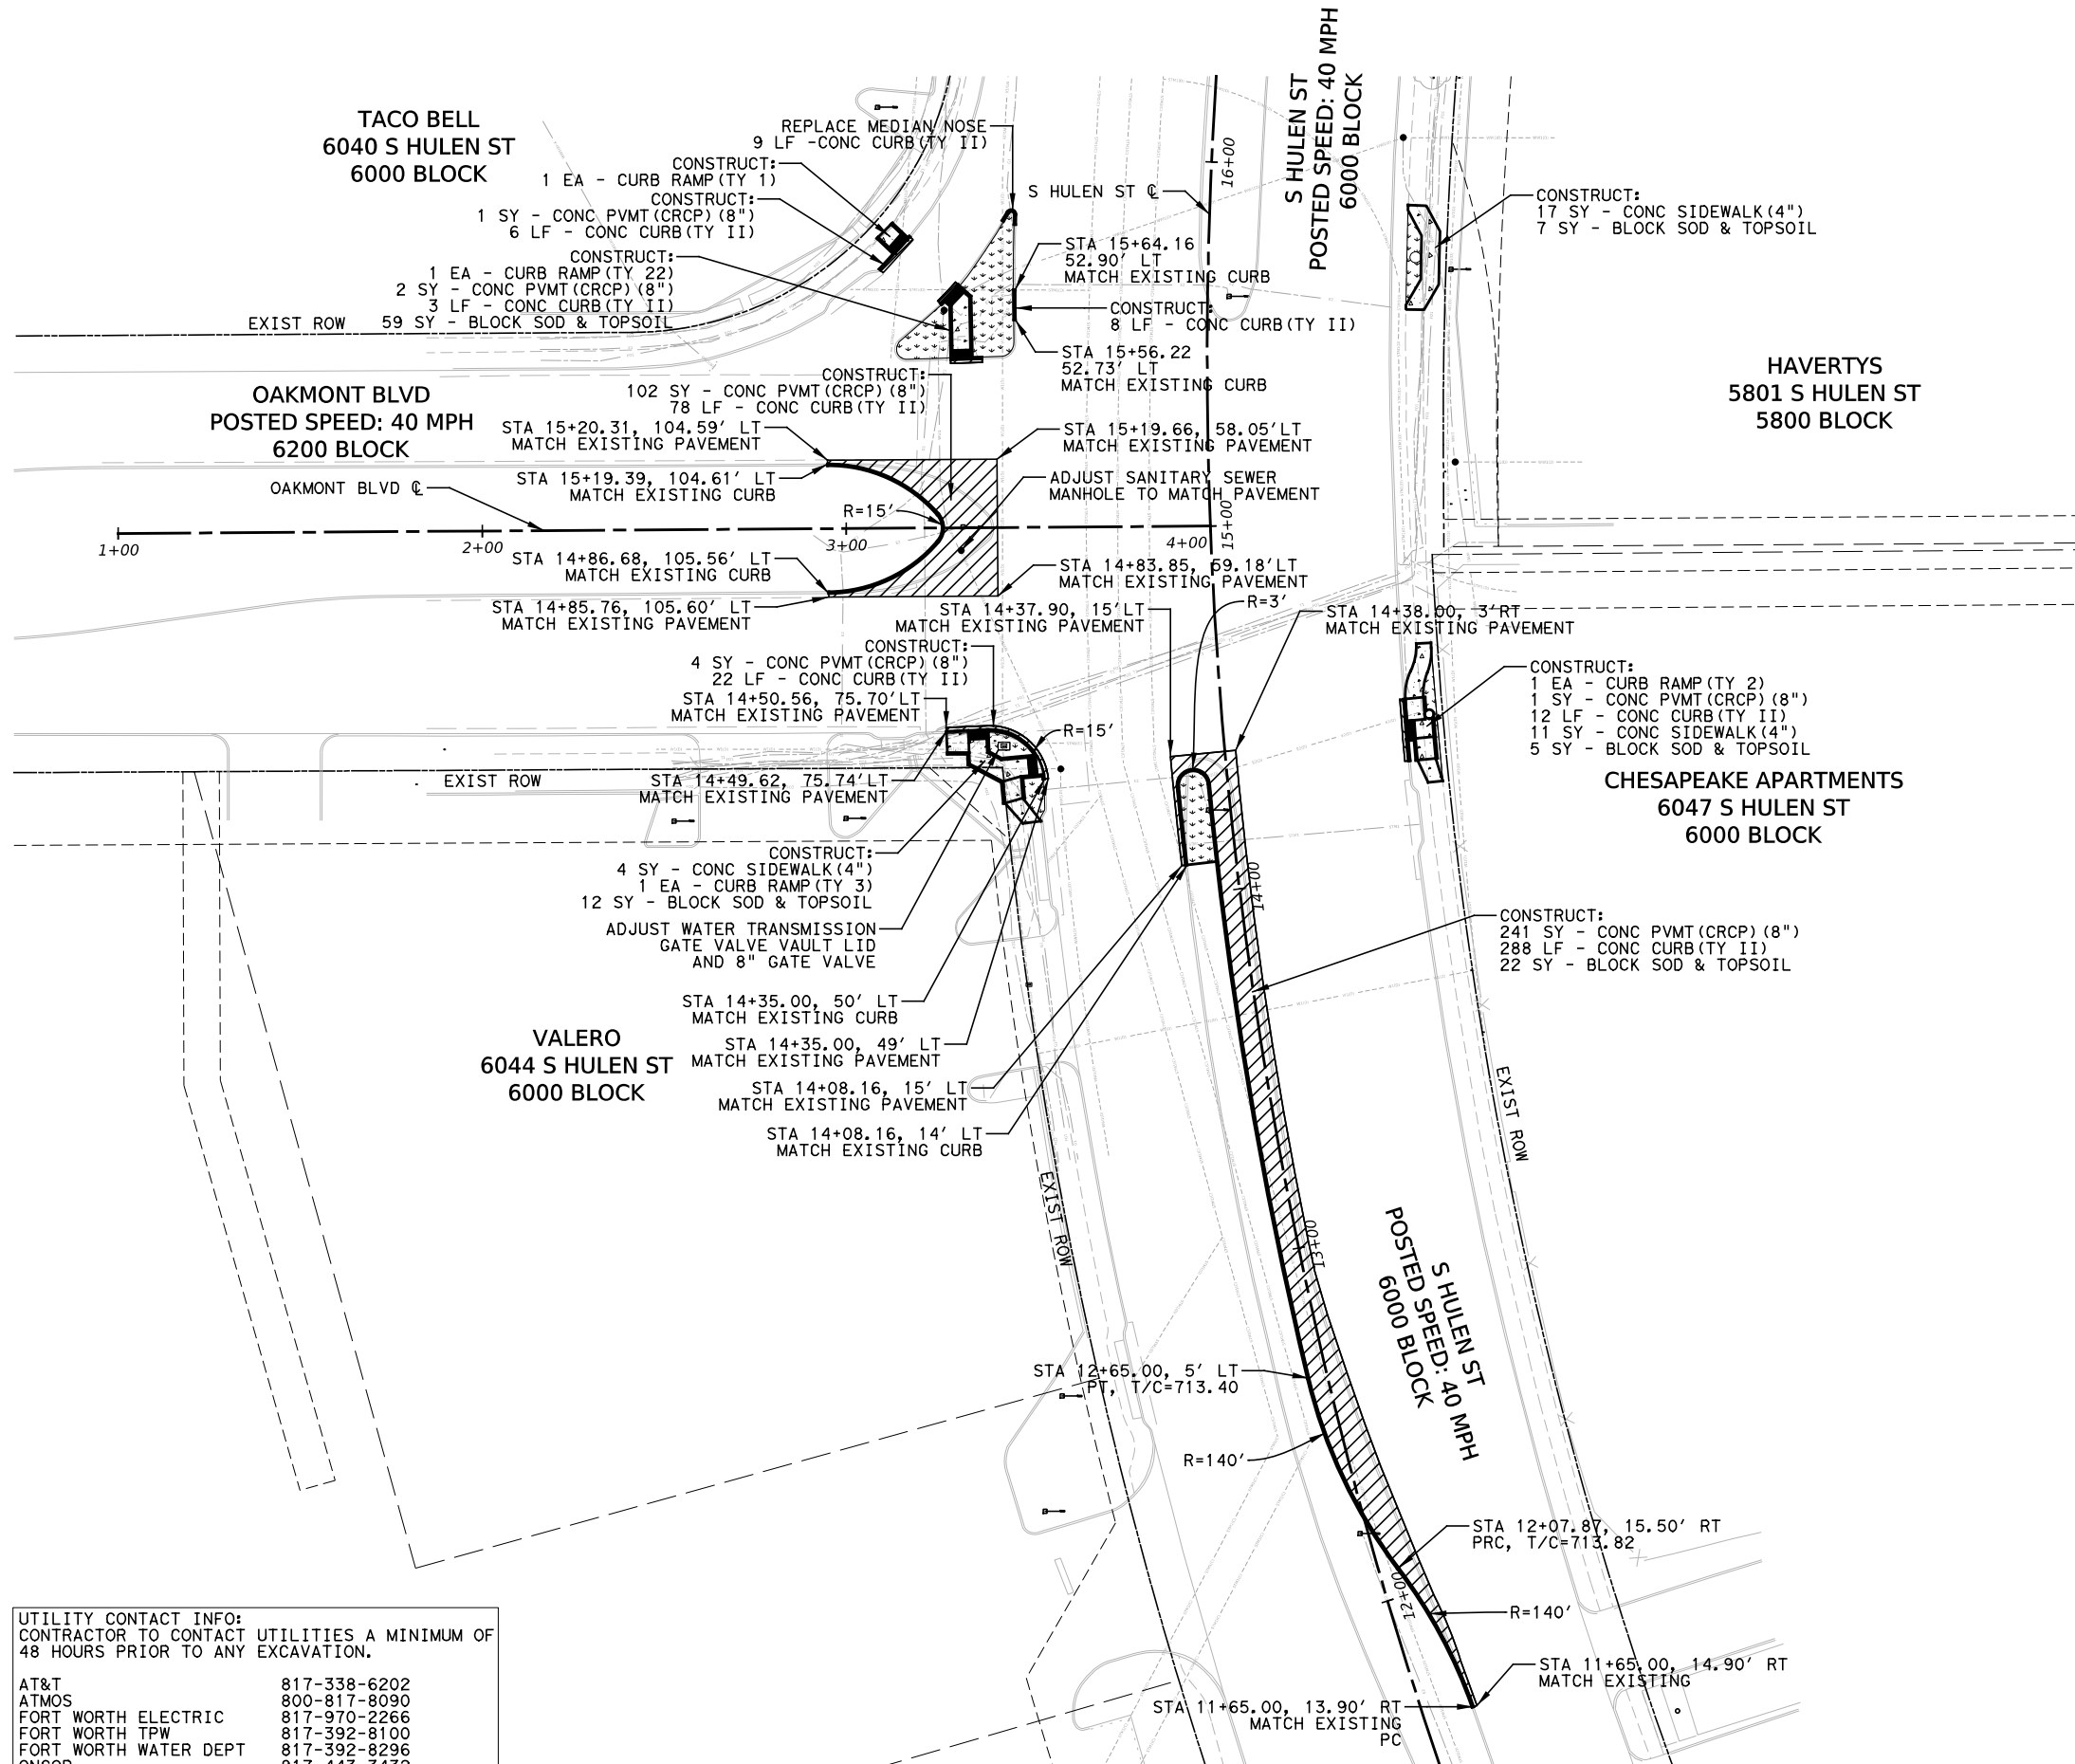 TACO BELL
6040 S HULEN ST
6000 BLOCK
REPLACE MEDIAN NOSE
9 LF -CONC CURB(TY II)
CONSTRUCT:
1 EA - CURB RAMP(TY 1)
CONSTRUCT:
1 SY - CONC PVMT(CRCP)(8")
6 LF - CONC CURB(TY II)
CONSTRUCT:
1 EA - CURB RAMP(TY 22)
2 SY - CONC PVMT(CRCP)(8")
3 LF - CONC CURB(TY II)
59 SY - BLOCK SOD & TOPSOIL
EXIST ROW
S HULEN ST ℄
16+00
S HULEN ST
POSTED SPEED: 40 MPH
6000 BLOCK
CONSTRUCT:
17 SY - CONC SIDEWALK(4")
7 SY - BLOCK SOD & TOPSOIL
STA 15+64.16
52.90' LT
MATCH EXISTING CURB
CONSTRUCT:
8 LF - CONC CURB(TY II)
STA 15+56.22
52.73' LT
MATCH EXISTING CURB
HAVERTYS
5801 S HULEN ST
5800 BLOCK
OAKMONT BLVD
POSTED SPEED: 40 MPH
6200 BLOCK
CONSTRUCT:
102 SY - CONC PVMT(CRCP)(8")
78 LF - CONC CURB(TY II)
STA 15+20.31, 104.59' LT
MATCH EXISTING PAVEMENT
STA 15+19.66, 58.05'LT
MATCH EXISTING PAVEMENT
STA 15+19.39, 104.61' LT
MATCH EXISTING CURB
ADJUST SANITARY SEWER
MANHOLE TO MATCH PAVEMENT
OAKMONT BLVD ℄
R=15'
1+00
2+00
3+00
4+00
15+00
STA 14+86.68, 105.56' LT
MATCH EXISTING CURB
STA 14+83.85, 59.18'LT
MATCH EXISTING PAVEMENT
STA 14+85.76, 105.60' LT
MATCH EXISTING PAVEMENT
STA 14+37.90, 15'LT
MATCH EXISTING PAVEMENT
R=3'
STA 14+38.00, 3'RT
MATCH EXISTING PAVEMENT
CONSTRUCT:
4 SY - CONC PVMT(CRCP)(8")
22 LF - CONC CURB(TY II)
STA 14+50.56, 75.70'LT
MATCH EXISTING PAVEMENT
R=15'
CONSTRUCT:
1 EA - CURB RAMP(TY 2)
1 SY - CONC PVMT(CRCP)(8")
12 LF - CONC CURB(TY II)
11 SY - CONC SIDEWALK(4")
5 SY - BLOCK SOD & TOPSOIL
EXIST ROW
STA 14+49.62, 75.74'LT
MATCH EXISTING PAVEMENT
CHESAPEAKE APARTMENTS
6047 S HULEN ST
6000 BLOCK
CONSTRUCT:
4 SY - CONC SIDEWALK(4")
1 EA - CURB RAMP(TY 3)
12 SY - BLOCK SOD & TOPSOIL
14+00
ADJUST WATER TRANSMISSION
GATE VALVE VAULT LID
AND 8" GATE VALVE
CONSTRUCT:
241 SY - CONC PVMT(CRCP)(8")
288 LF - CONC CURB(TY II)
22 SY - BLOCK SOD & TOPSOIL
STA 14+35.00, 50' LT
MATCH EXISTING CURB
VALERO
6044 S HULEN ST
6000 BLOCK
STA 14+35.00, 49' LT
MATCH EXISTING PAVEMENT
STA 14+08.16, 15' LT
MATCH EXISTING PAVEMENT
STA 14+08.16, 14' LT
MATCH EXISTING CURB
EXIST ROW
EXIST ROW
13+00
S HULEN ST
POSTED SPEED: 40 MPH
6000 BLOCK
STA 12+65.00, 5' LT
PT, T/C=713.40
R=140'
STA 12+07.87, 15.50' RT
PRC, T/C=713.82
12+00
R=140'
STA 11+65.00, 14.90' RT
MATCH EXISTING
STA 11+65.00, 13.90' RT
MATCH EXISTING
PC
UTILITY CONTACT INFO:
CONTRACTOR TO CONTACT UTILITIES A MINIMUM OF
48 HOURS PRIOR TO ANY EXCAVATION.
AT&T 817-338-6202
ATMOS 800-817-8090
FORT WORTH ELECTRIC 817-970-2266
FORT WORTH TPW 817-392-8100
FORT WORTH WATER DEPT 817-392-8296